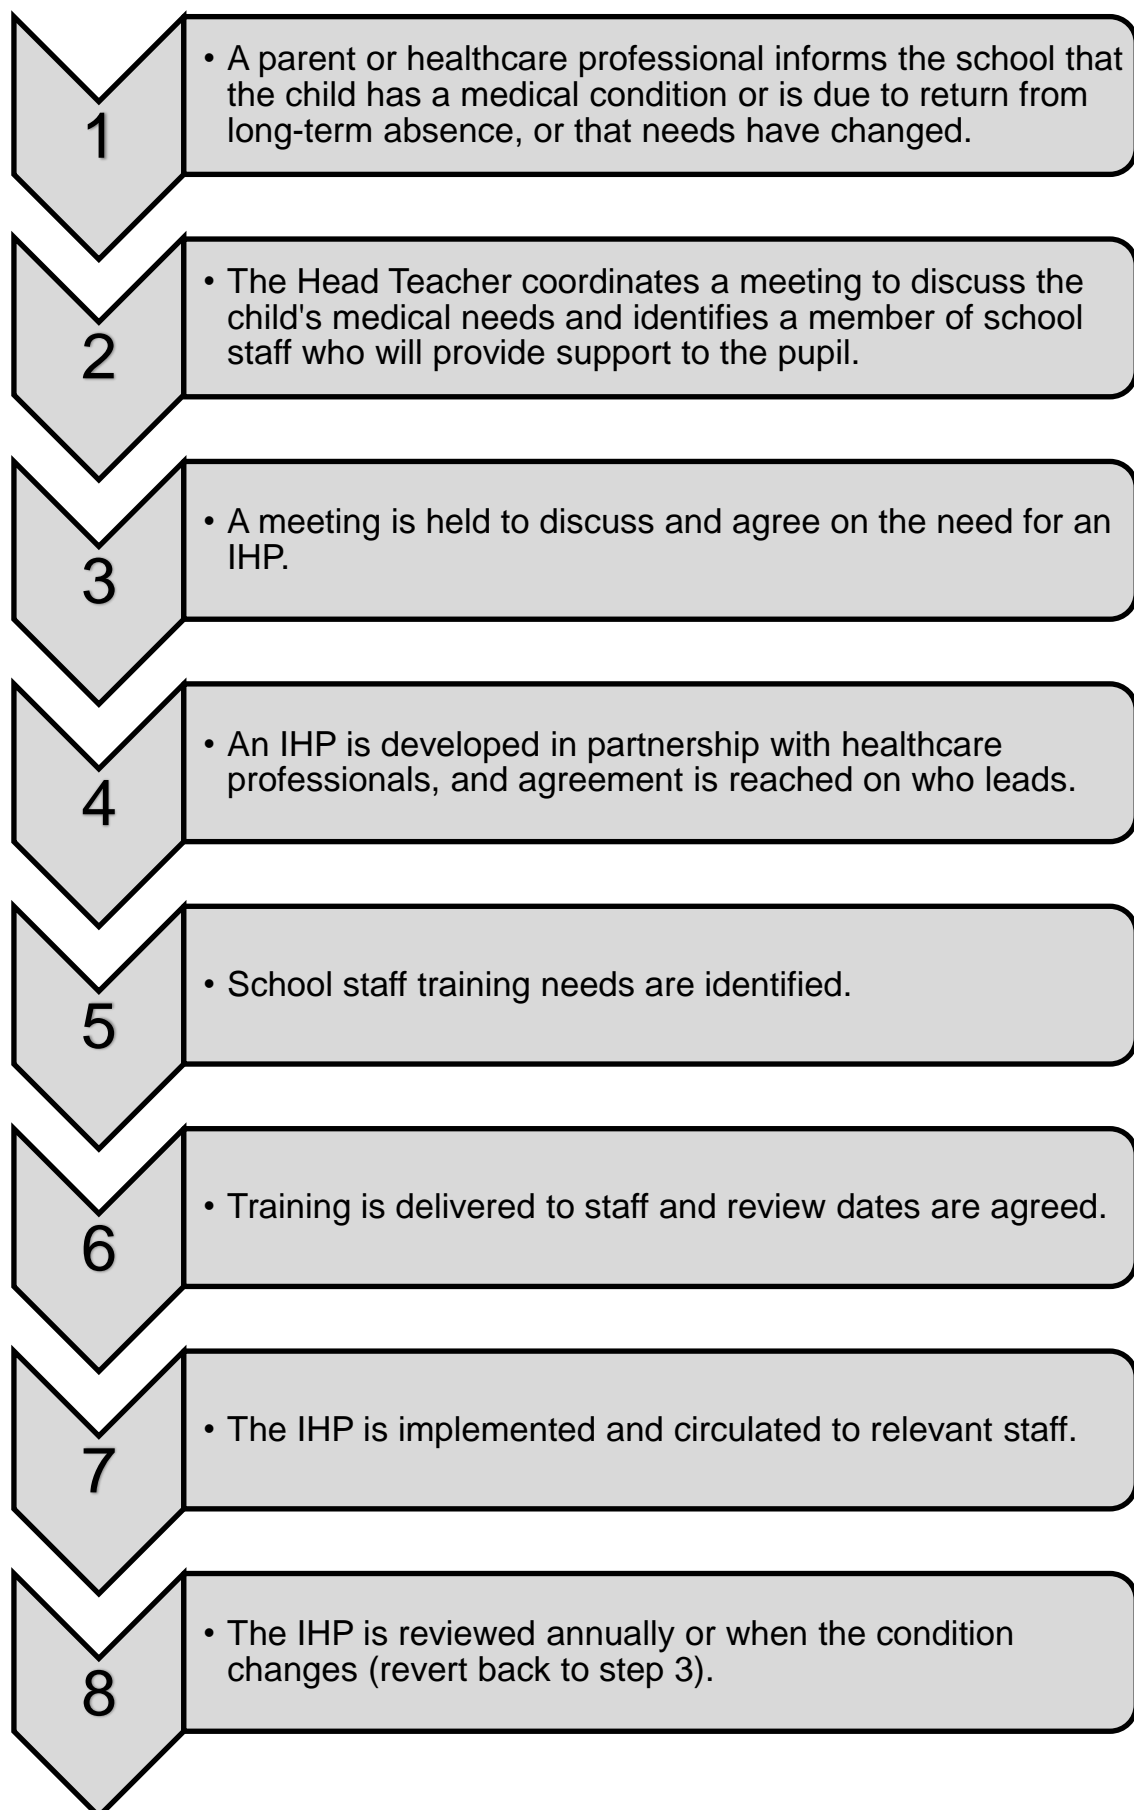 1
• A parent or healthcare professional informs the school that
the child has a medical condition or is due to return from
long-term absence, or that needs have changed.
2
• The Head Teacher coordinates a meeting to discuss the
child's medical needs and identifies a member of school
staff who will provide support to the pupil.
3
• A meeting is held to discuss and agree on the need for an
IHP.
4
• An IHP is developed in partnership with healthcare
professionals, and agreement is reached on who leads.
5
• School staff training needs are identified.
6
• Training is delivered to staff and review dates are agreed.
7
• The IHP is implemented and circulated to relevant staff.
8
• The IHP is reviewed annually or when the condition
changes (revert back to step 3).